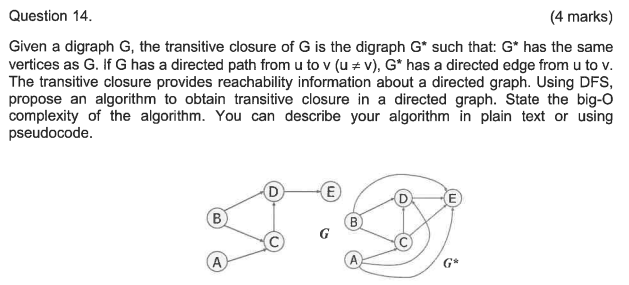 Question 14. (4 marks)
Given a digraph G, the transitive closure of G is the digraph G* such that: G* has the same
vertices as G. If G has a directed path from u to v (u ≠ v), G* has a directed edge from u to v.
The transitive closure provides reachability information about a directed graph. Using DFS,
propose an algorithm to obtain transitive closure in a directed graph. State the big-O
complexity of the algorithm. You can describe your algorithm in plain text or using
pseudocode.
D E D E
B B
G
C C
A A G*